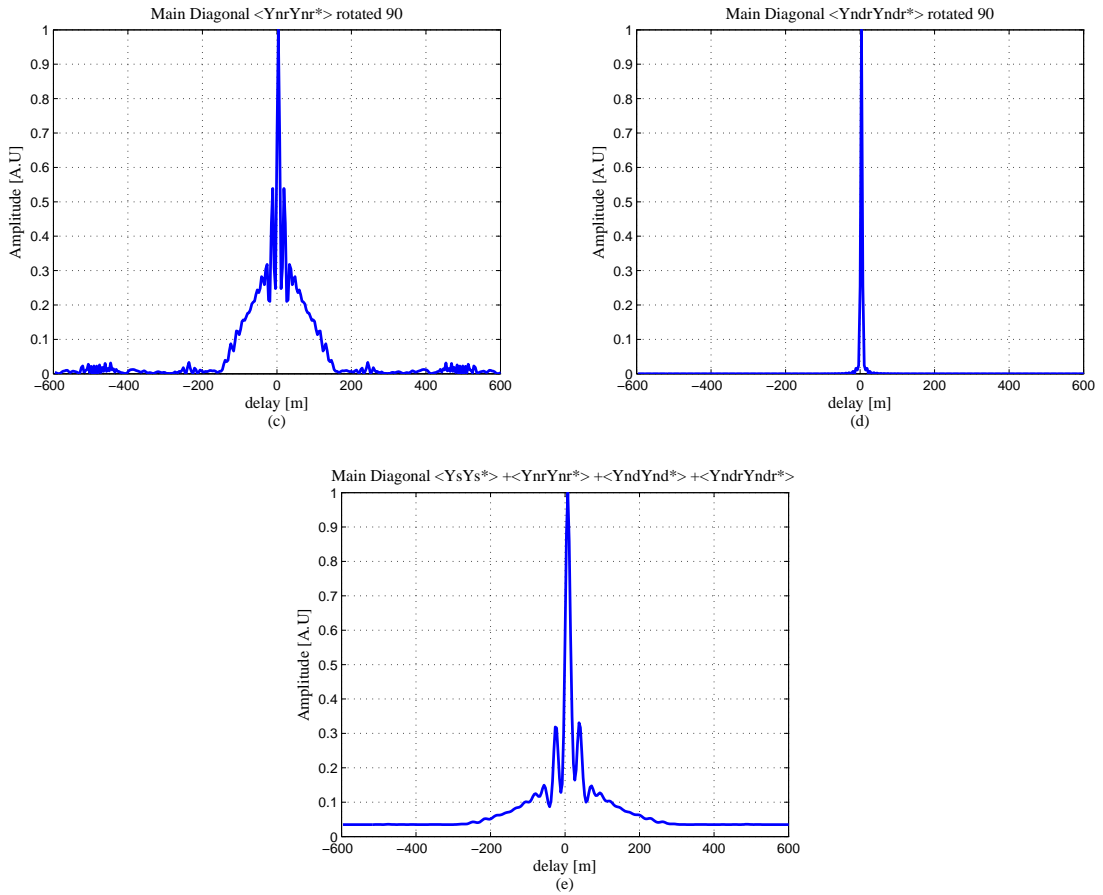 Main Diagonal <YnrYnr*> rotated 90
1
0.9
0.8
0.7
0.6
0.5
0.4
0.3
0.2
0.1
0
Amplitude [A.U]
−600 −400 −200 0 200 400 600
delay [m]
(c)
Main Diagonal <YndrYndr*> rotated 90
1
0.9
0.8
0.7
0.6
0.5
0.4
0.3
0.2
0.1
0
Amplitude [A.U]
−600 −400 −200 0 200 400 600
delay [m]
(d)
Main Diagonal <YsYs*> +<YnrYnr*> +<YndYnd*> +<YndrYndr*>
1
0.9
0.8
0.7
0.6
0.5
0.4
0.3
0.2
0.1
0
Amplitude [A.U]
−600 −400 −200 0 200 400 600
delay [m]
(e)